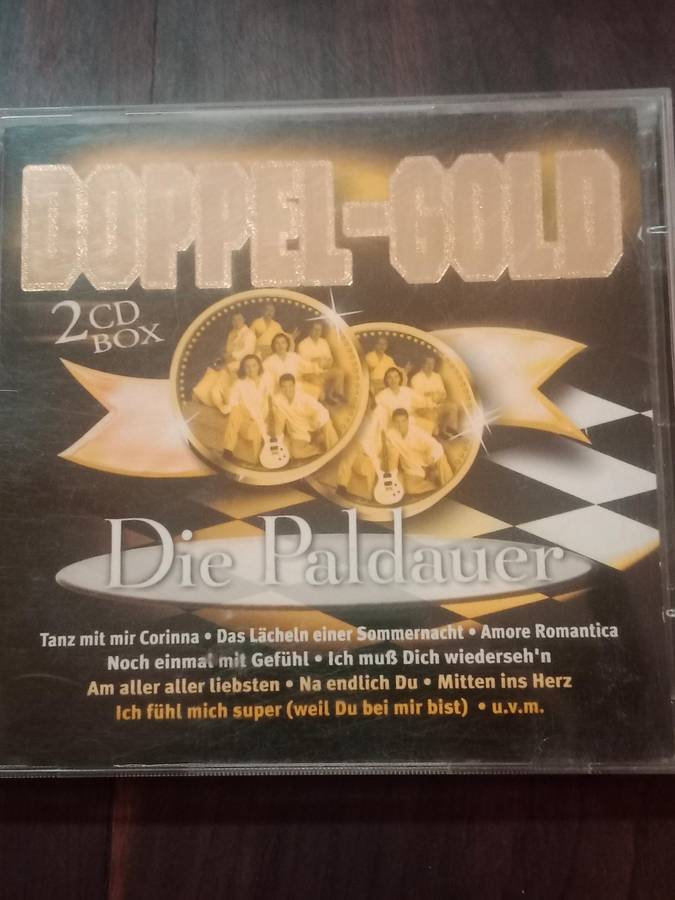 DOPPEL-GOLD
2 CD
BOX
Die Paldauer
Tanz mit mir Corinna • Das Lächeln einer Sommernacht • Amore Romantica
Noch einmal mit Gefühl • Ich muß Dich wiederseh'n
Am aller aller liebsten • Na endlich Du • Mitten ins Herz
Ich fühl mich super (weil Du bei mir bist) • u.v.m.